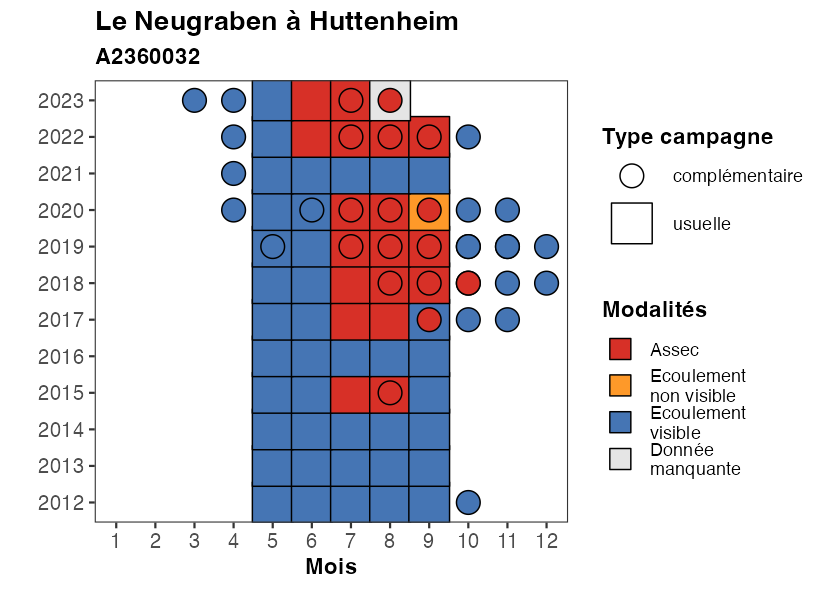 Le Neugraben à Huttenheim
A2360032
2023
2022
2021
2020
2019
2018
2017
2016
2015
2014
2013
2012
1 2 3 4 5 6 7 8 9 10 11 12
Mois
Type campagne
complémentaire
usuelle
Modalités
Assec
Ecoulement
non visible
Ecoulement
visible
Donnée
manquante